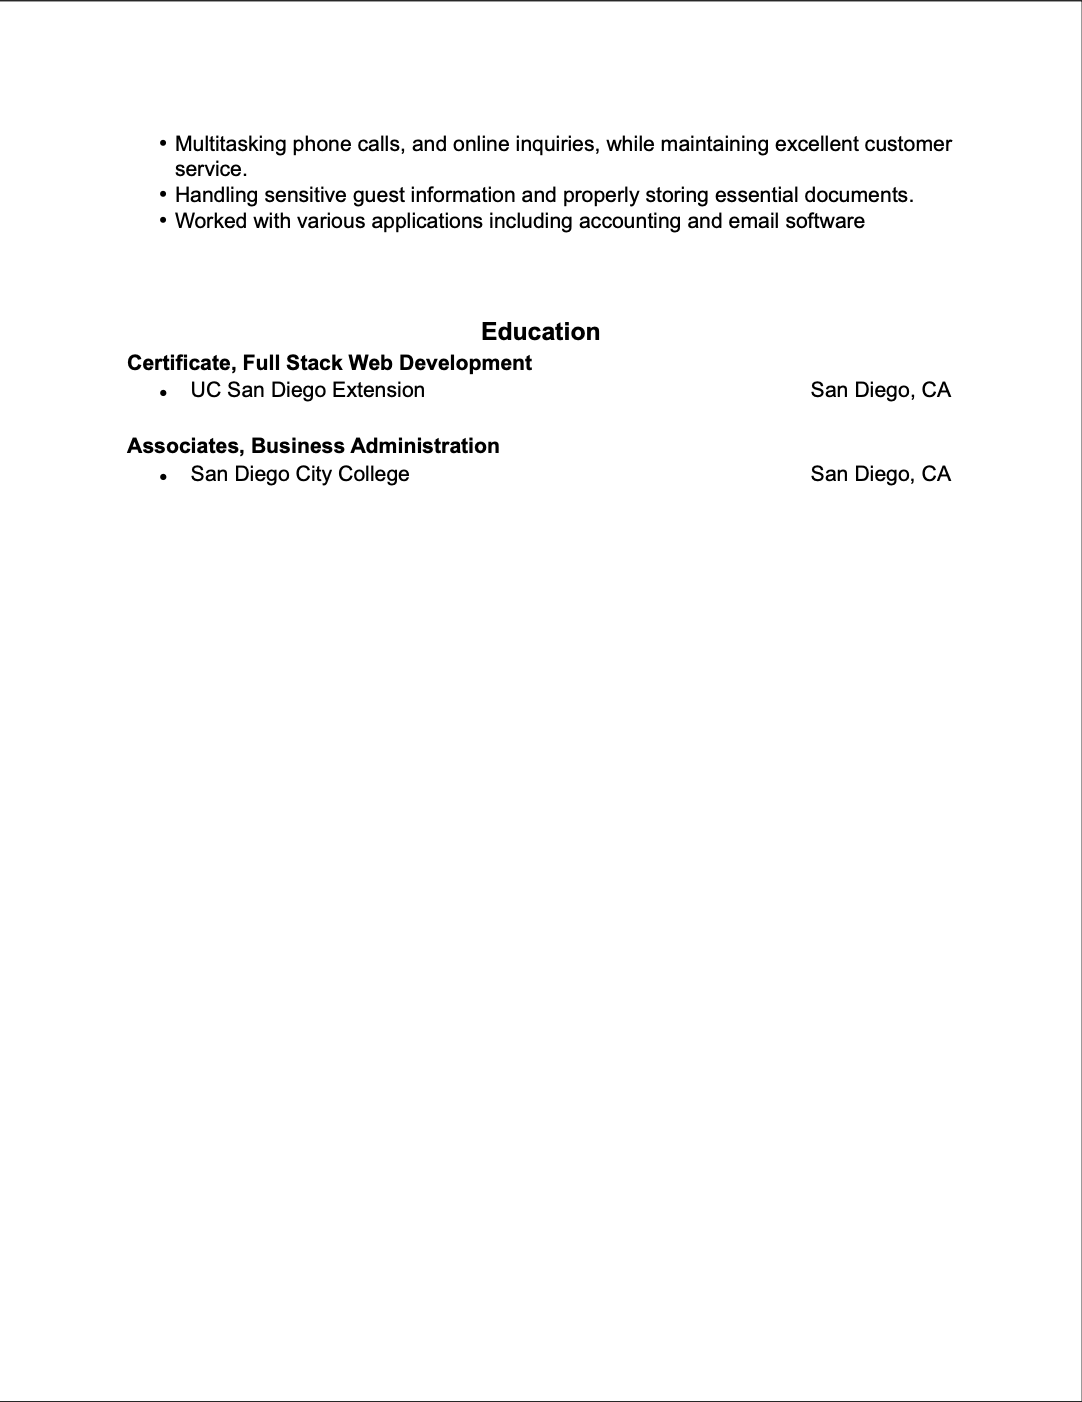 • Multitasking phone calls, and online inquiries, while maintaining excellent customer
service.
• Handling sensitive guest information and properly storing essential documents.
• Worked with various applications including accounting and email software
Education
Certificate, Full Stack Web Development
• UC San Diego Extension San Diego, CA
Associates, Business Administration
• San Diego City College San Diego, CA